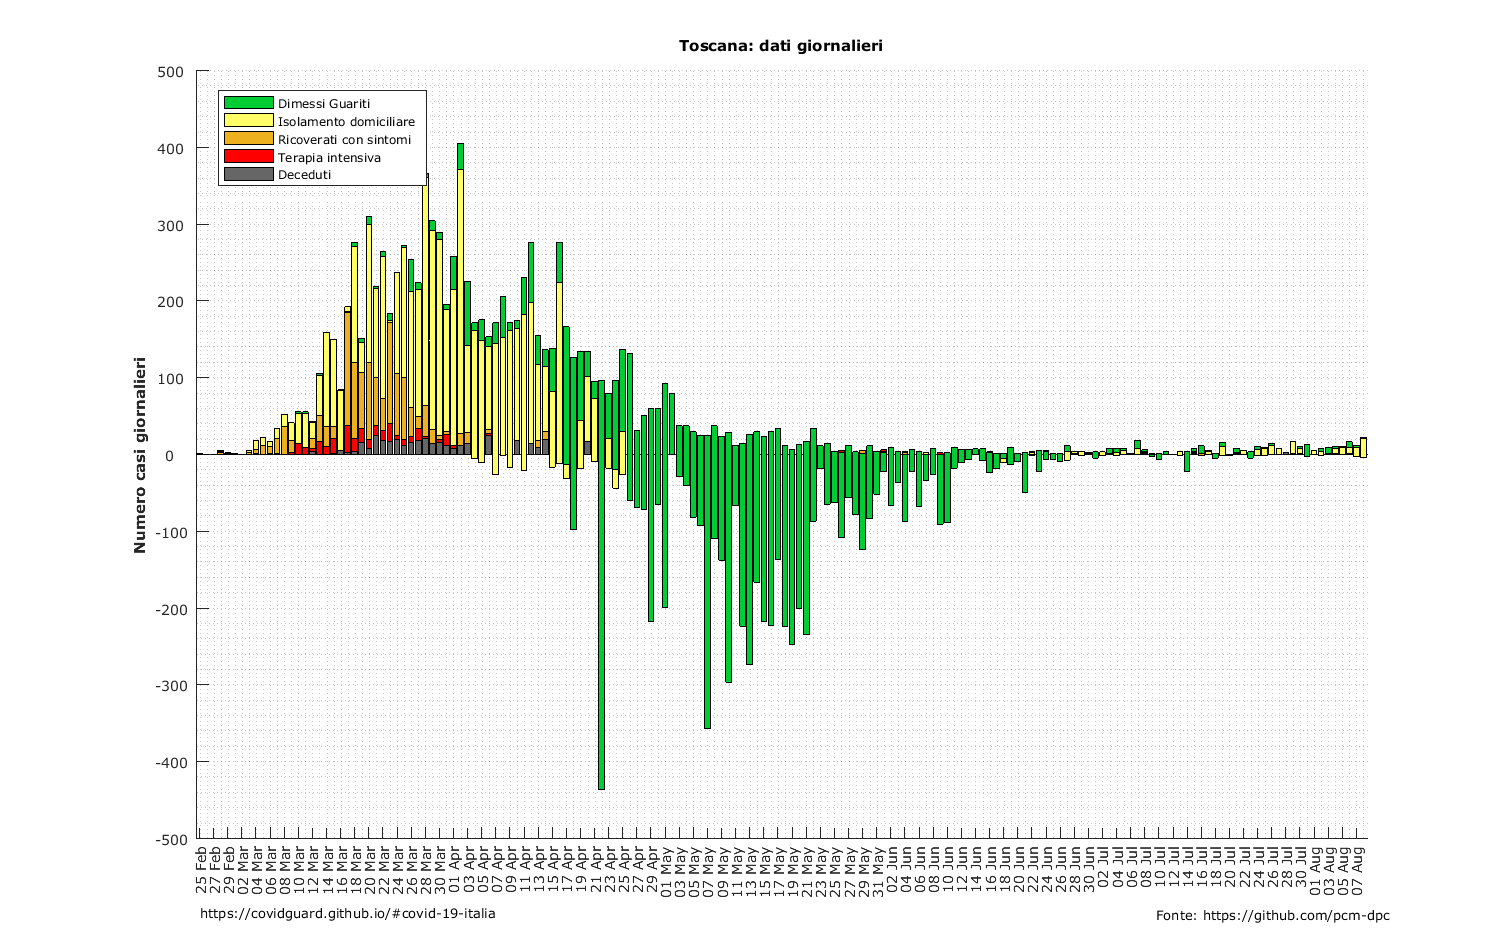 Toscana: dati giornalieri
500
400
300
200
100
0
-100
-200
-300
-400
-500
Numero casi giornalieri
Dimessi Guariti
Isolamento domiciliare
Ricoverati con sintomi
Terapia intensiva
Deceduti
25 Feb
27 Feb
29 Feb
02 Mar
04 Mar
06 Mar
08 Mar
10 Mar
12 Mar
14 Mar
16 Mar
18 Mar
20 Mar
22 Mar
24 Mar
26 Mar
28 Mar
30 Mar
01 Apr
03 Apr
05 Apr
07 Apr
09 Apr
11 Apr
13 Apr
15 Apr
17 Apr
19 Apr
21 Apr
23 Apr
25 Apr
27 Apr
29 Apr
01 May
03 May
05 May
07 May
09 May
11 May
13 May
15 May
17 May
19 May
21 May
23 May
25 May
27 May
29 May
31 May
02 Jun
04 Jun
06 Jun
08 Jun
10 Jun
12 Jun
14 Jun
16 Jun
18 Jun
20 Jun
22 Jun
24 Jun
26 Jun
28 Jun
30 Jun
02 Jul
04 Jul
06 Jul
08 Jul
10 Jul
12 Jul
14 Jul
16 Jul
18 Jul
20 Jul
22 Jul
24 Jul
26 Jul
28 Jul
30 Jul
01 Aug
03 Aug
05 Aug
07 Aug
https://covidguard.github.io/#covid-19-italia
Fonte: https://github.com/pcm-dpc